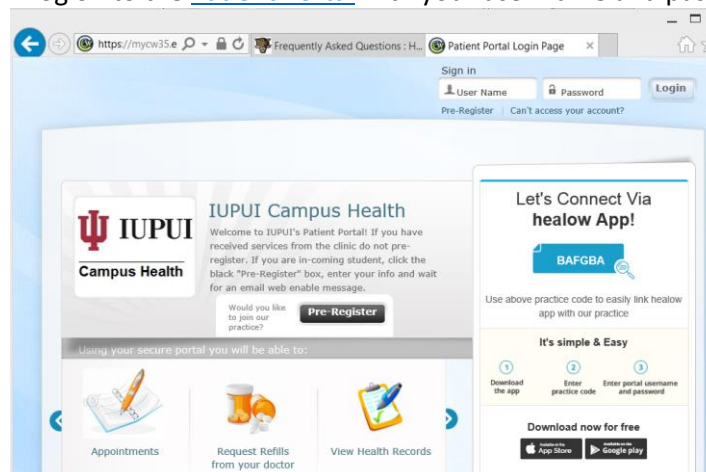 https://mycw35.e
Frequently Asked Questions : H...
Patient Portal Login Page
Sign in
User Name
Password
Login
Pre-Register
Can't access your account?
IUPUI
Campus Health
IUPUI Campus Health
Welcome to IUPUI's Patient Portal! If you have
received services from the clinic do not pre-
register. If you are in-coming student, click the
black "Pre-Register" box, enter your info and wait
for an email web enable message.
Would you like
to join our
practice?
Pre-Register
Using your secure portal you will be able to:
Appointments
Request Refills
from your doctor
View Health Records
Let's Connect Via
healow App!
BAFGBA
Use above practice code to easily link healow
app with our practice
It's simple & Easy
1
2
3
Download
the app
Enter
practice code
Enter portal username
and password
Download now for free
App Store
Google play